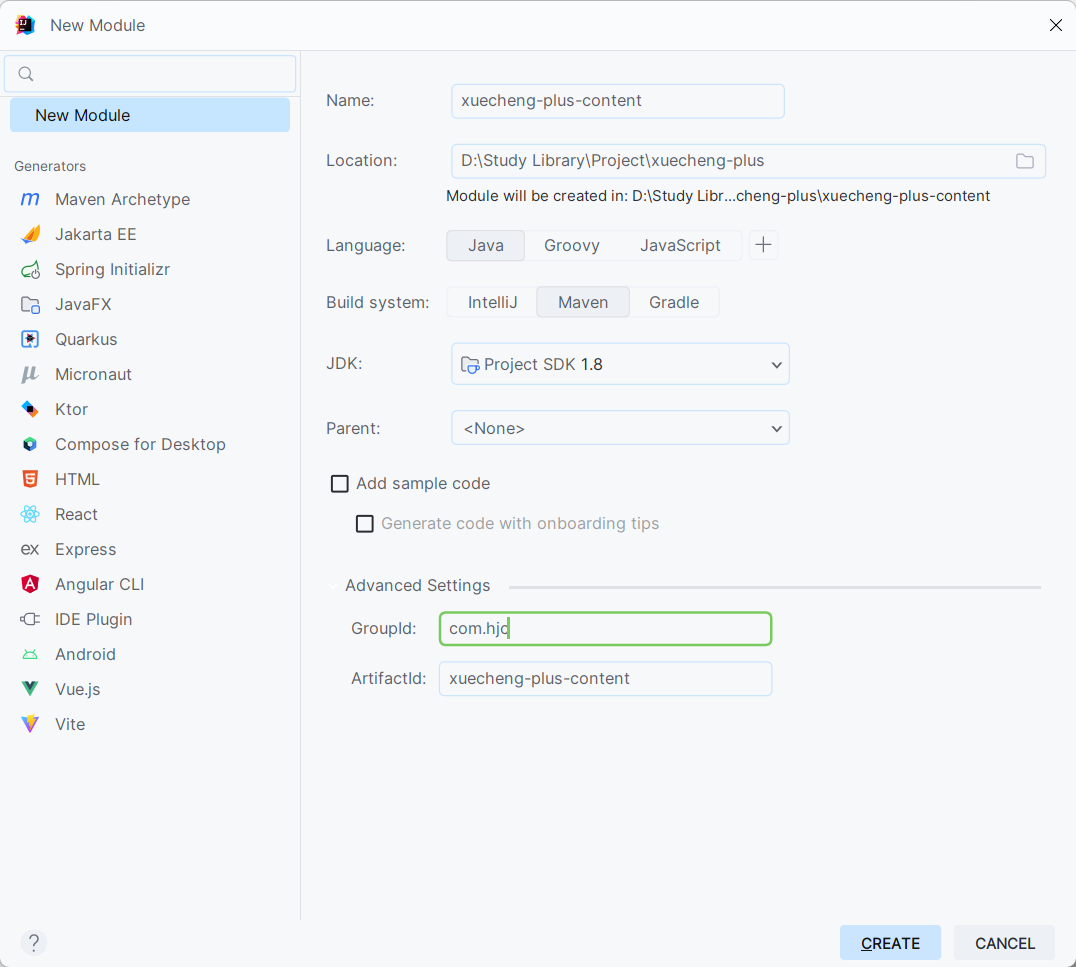 New Module
New Module
Generators
Maven Archetype
Jakarta EE
Spring Initializr
JavaFX
Quarkus
Micronaut
Ktor
Compose for Desktop
HTML
React
Express
Angular CLI
IDE Plugin
Android
Vue.js
Vite
Name: xuecheng-plus-content
Location: D:\Study Library\Project\xuecheng-plus
Module will be created in: D:\Study Libr...cheng-plus\xuecheng-plus-content
Language: Java Groovy JavaScript +
Build system: IntelliJ Maven Gradle
JDK: Project SDK 1.8
Parent: <None>
Add sample code
Generate code with onboarding tips
Advanced Settings
GroupId: com.hjc
ArtifactId: xuecheng-plus-content
? CREATE CANCEL